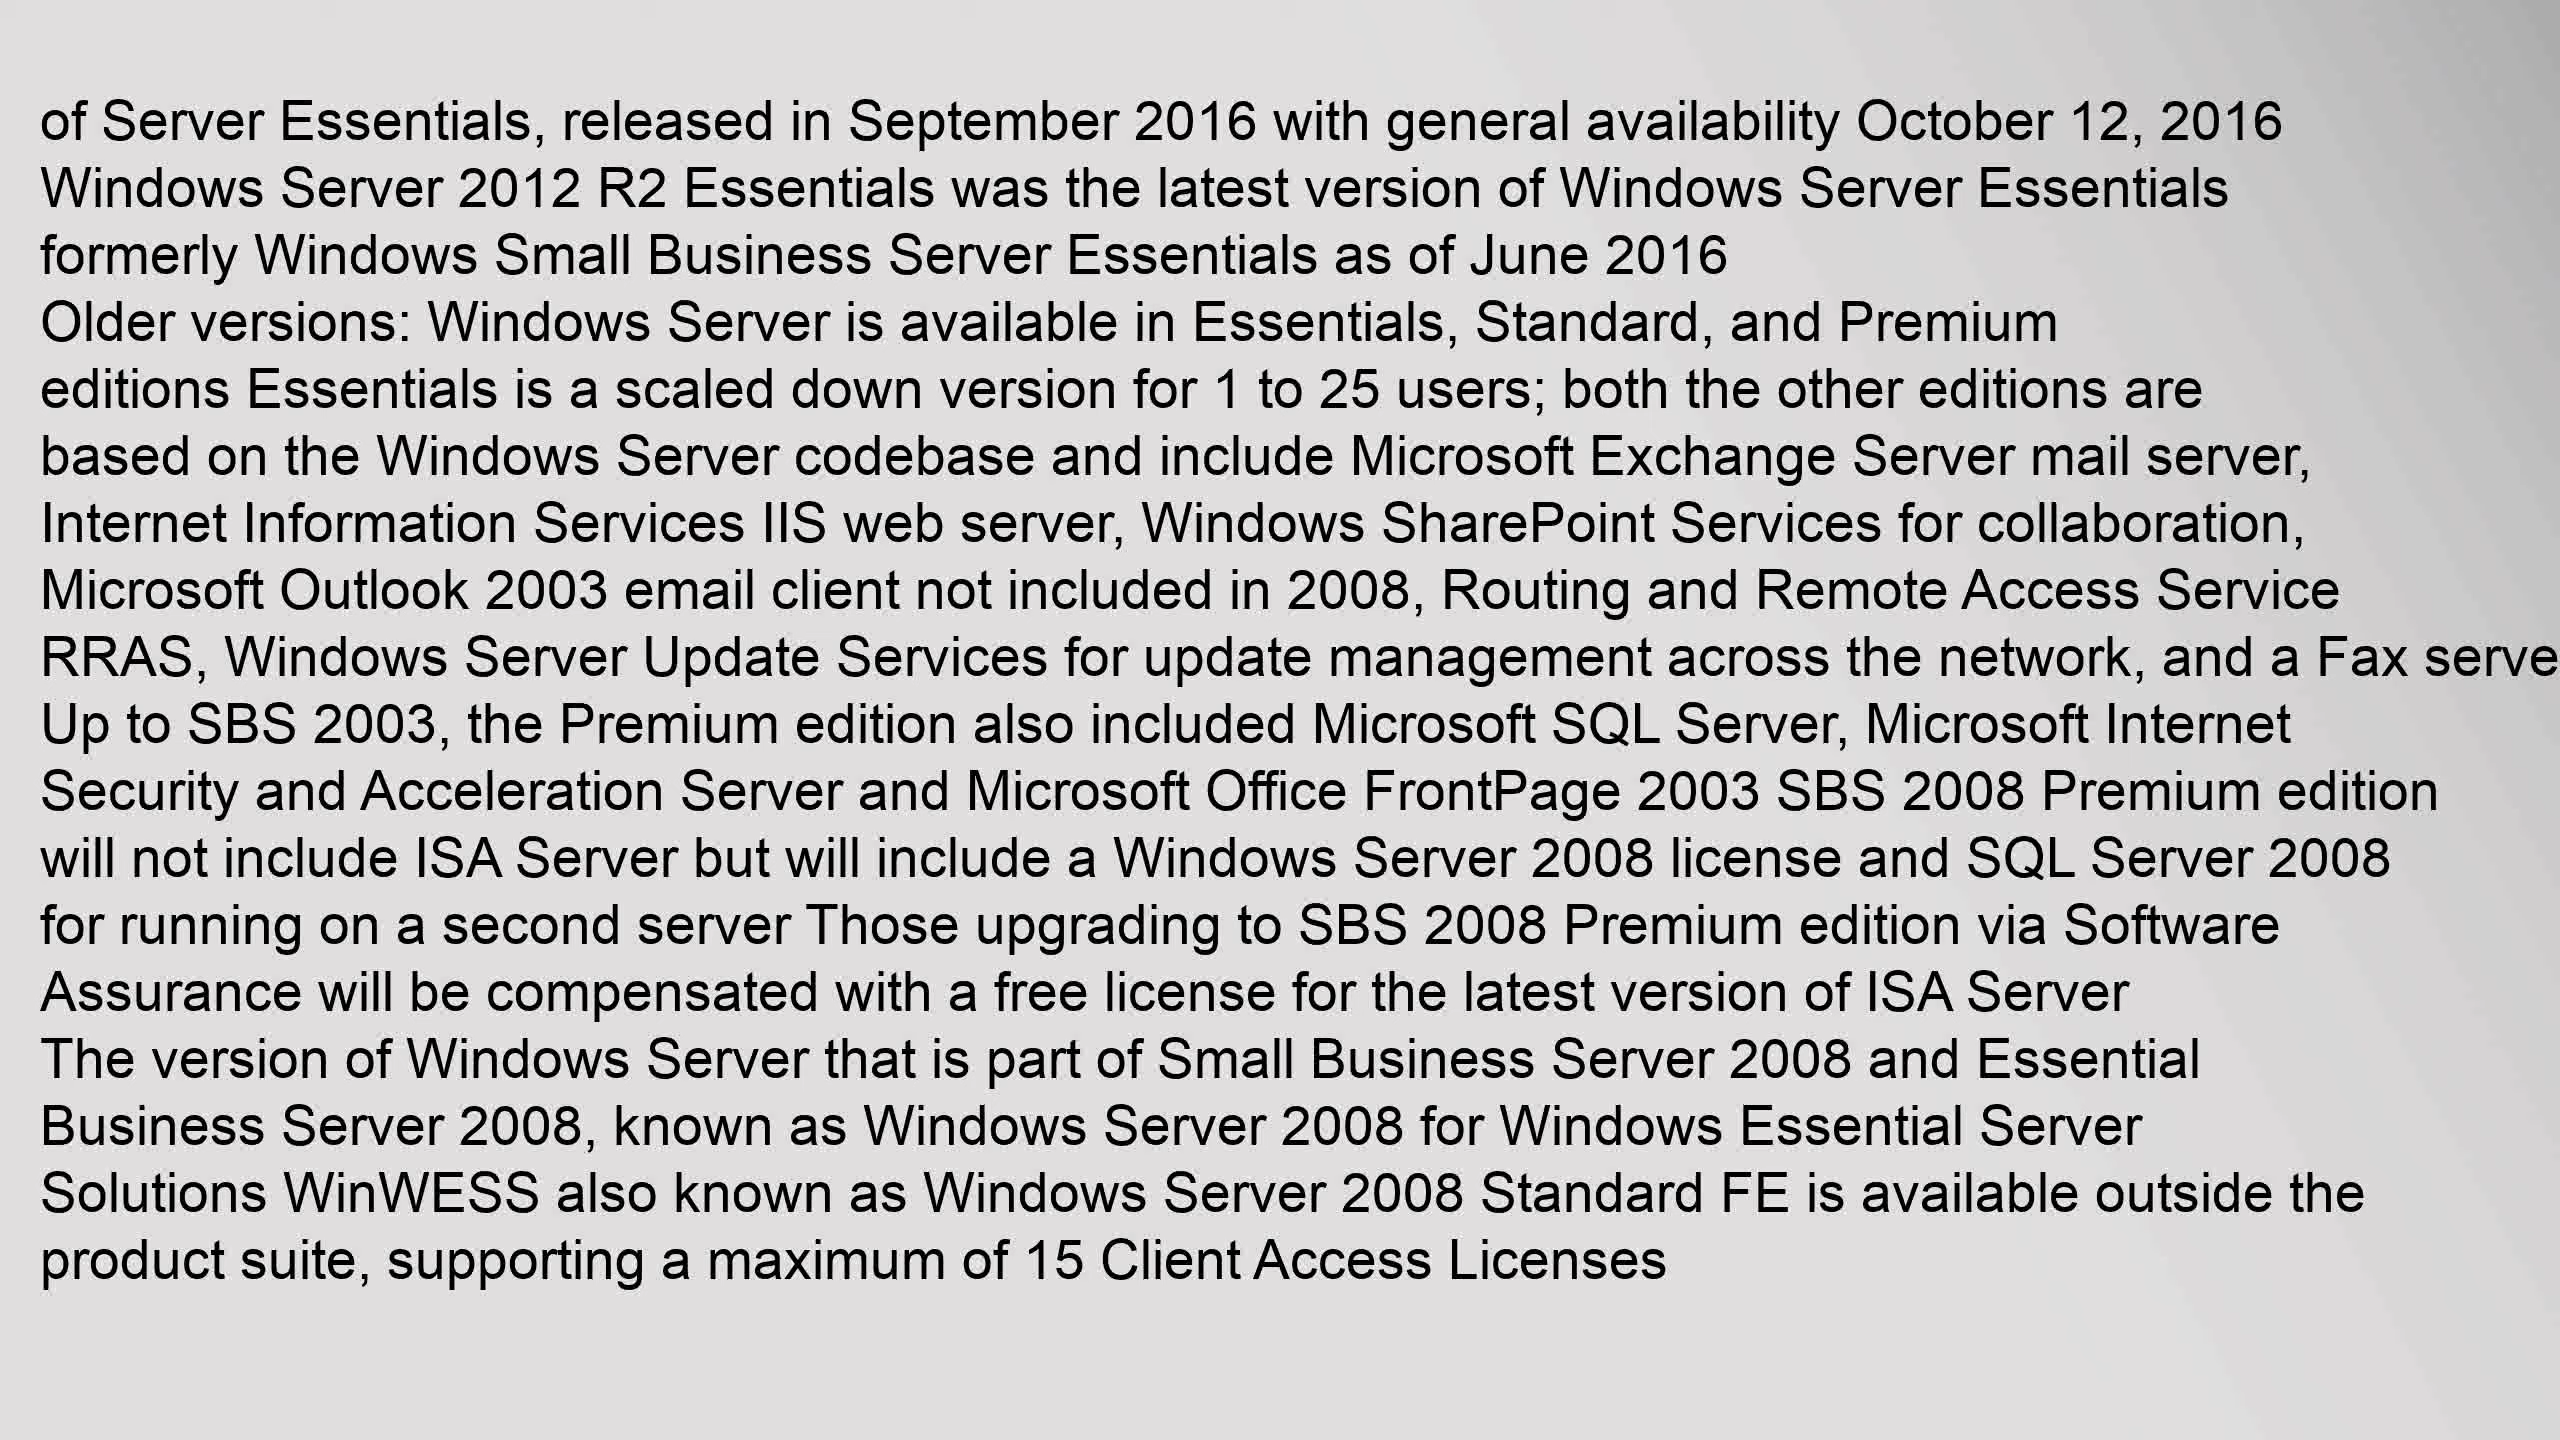 of Server Essentials, released in September 2016 with general availability October 12, 2016
Windows Server 2012 R2 Essentials was the latest version of Windows Server Essentials
formerly Windows Small Business Server Essentials as of June 2016
Older versions: Windows Server is available in Essentials, Standard, and Premium
editions Essentials is a scaled down version for 1 to 25 users; both the other editions are
based on the Windows Server codebase and include Microsoft Exchange Server mail server,
Internet Information Services IIS web server, Windows SharePoint Services for collaboration,
Microsoft Outlook 2003 email client not included in 2008, Routing and Remote Access Service
RRAS, Windows Server Update Services for update management across the network, and a Fax serve
Up to SBS 2003, the Premium edition also included Microsoft SQL Server, Microsoft Internet
Security and Acceleration Server and Microsoft Office FrontPage 2003 SBS 2008 Premium edition
will not include ISA Server but will include a Windows Server 2008 license and SQL Server 2008
for running on a second server Those upgrading to SBS 2008 Premium edition via Software
Assurance will be compensated with a free license for the latest version of ISA Server
The version of Windows Server that is part of Small Business Server 2008 and Essential
Business Server 2008, known as Windows Server 2008 for Windows Essential Server
Solutions WinWESS also known as Windows Server 2008 Standard FE is available outside the
product suite, supporting a maximum of 15 Client Access Licenses